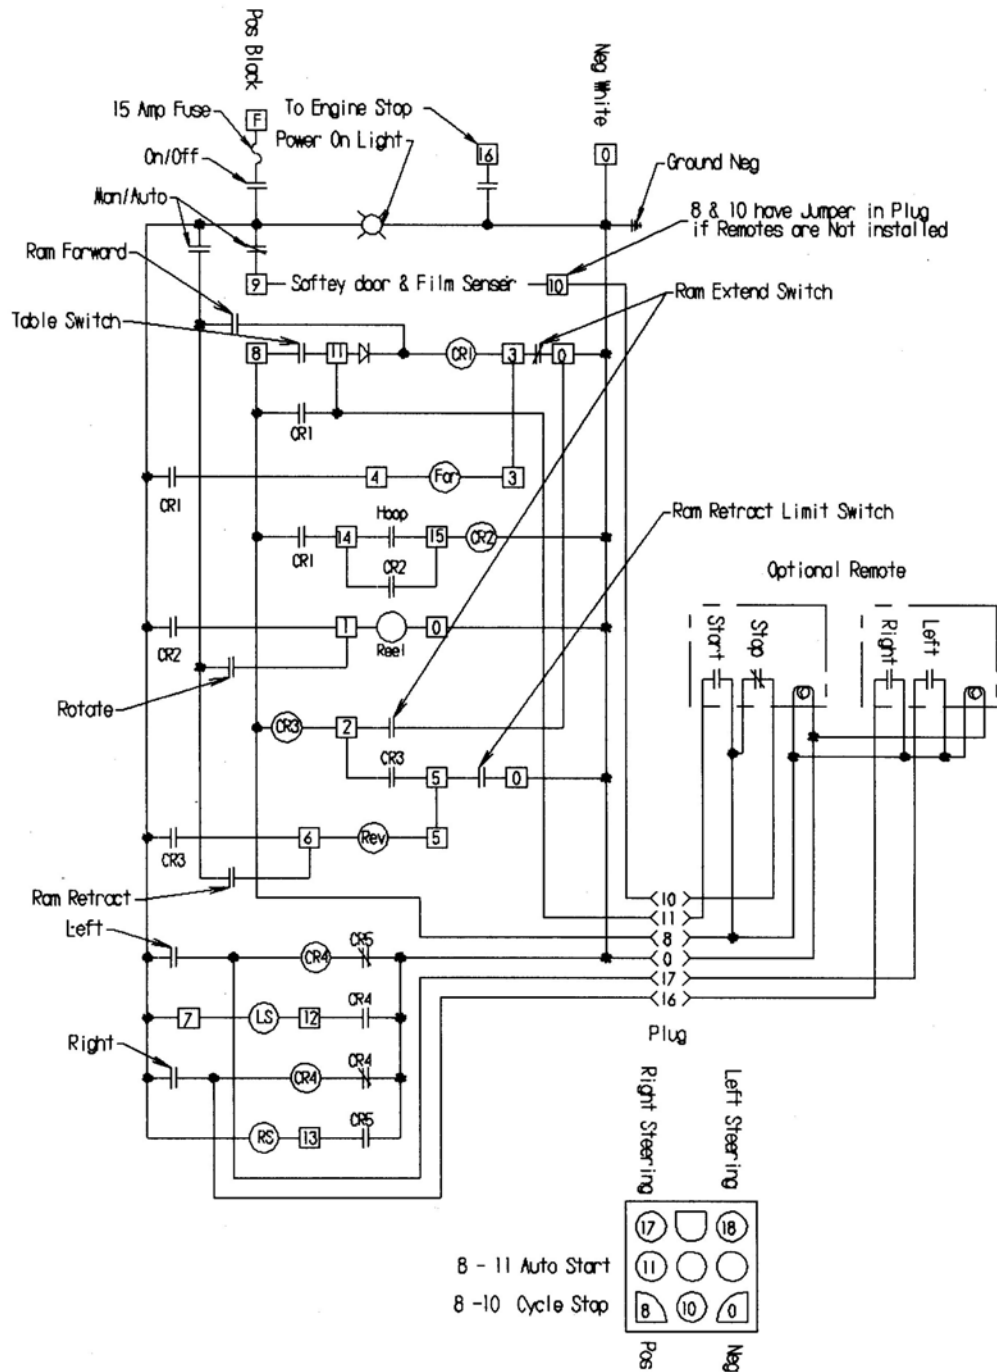 Pos Black
Neg White
15 Amp Fuse
F
To Engine Stop
Power On Light
16
0
On/Off
Ground Neg
Man/Auto
8 & 10 have Jumper in Plug
if Remotes are Not installed
Ram Forward
9
Saftey door & Film Senser
10
Ram Extend Switch
Table Switch
8
11
CR1
3
0
CR1
CR1
4
For
3
Ram Retract Limit Switch
Hoop
CR1
14
15
CR2
CR2
Optional Remote
Start
Stop
Right
Left
CR2
1
Reel
0
Rotate
CR3
2
CR3
5
0
CR3
6
Rev
5
Ram Retract
10
11
8
0
17
16
Plug
Left
CR4
CR5
7
LS
12
CR4
Right
CR4
CR4
RS
13
CR5
Right Steering
Left Steering
17
18
8 - 11 Auto Start
11
8 -10 Cycle Stop
8
10
0
Pos
Neg